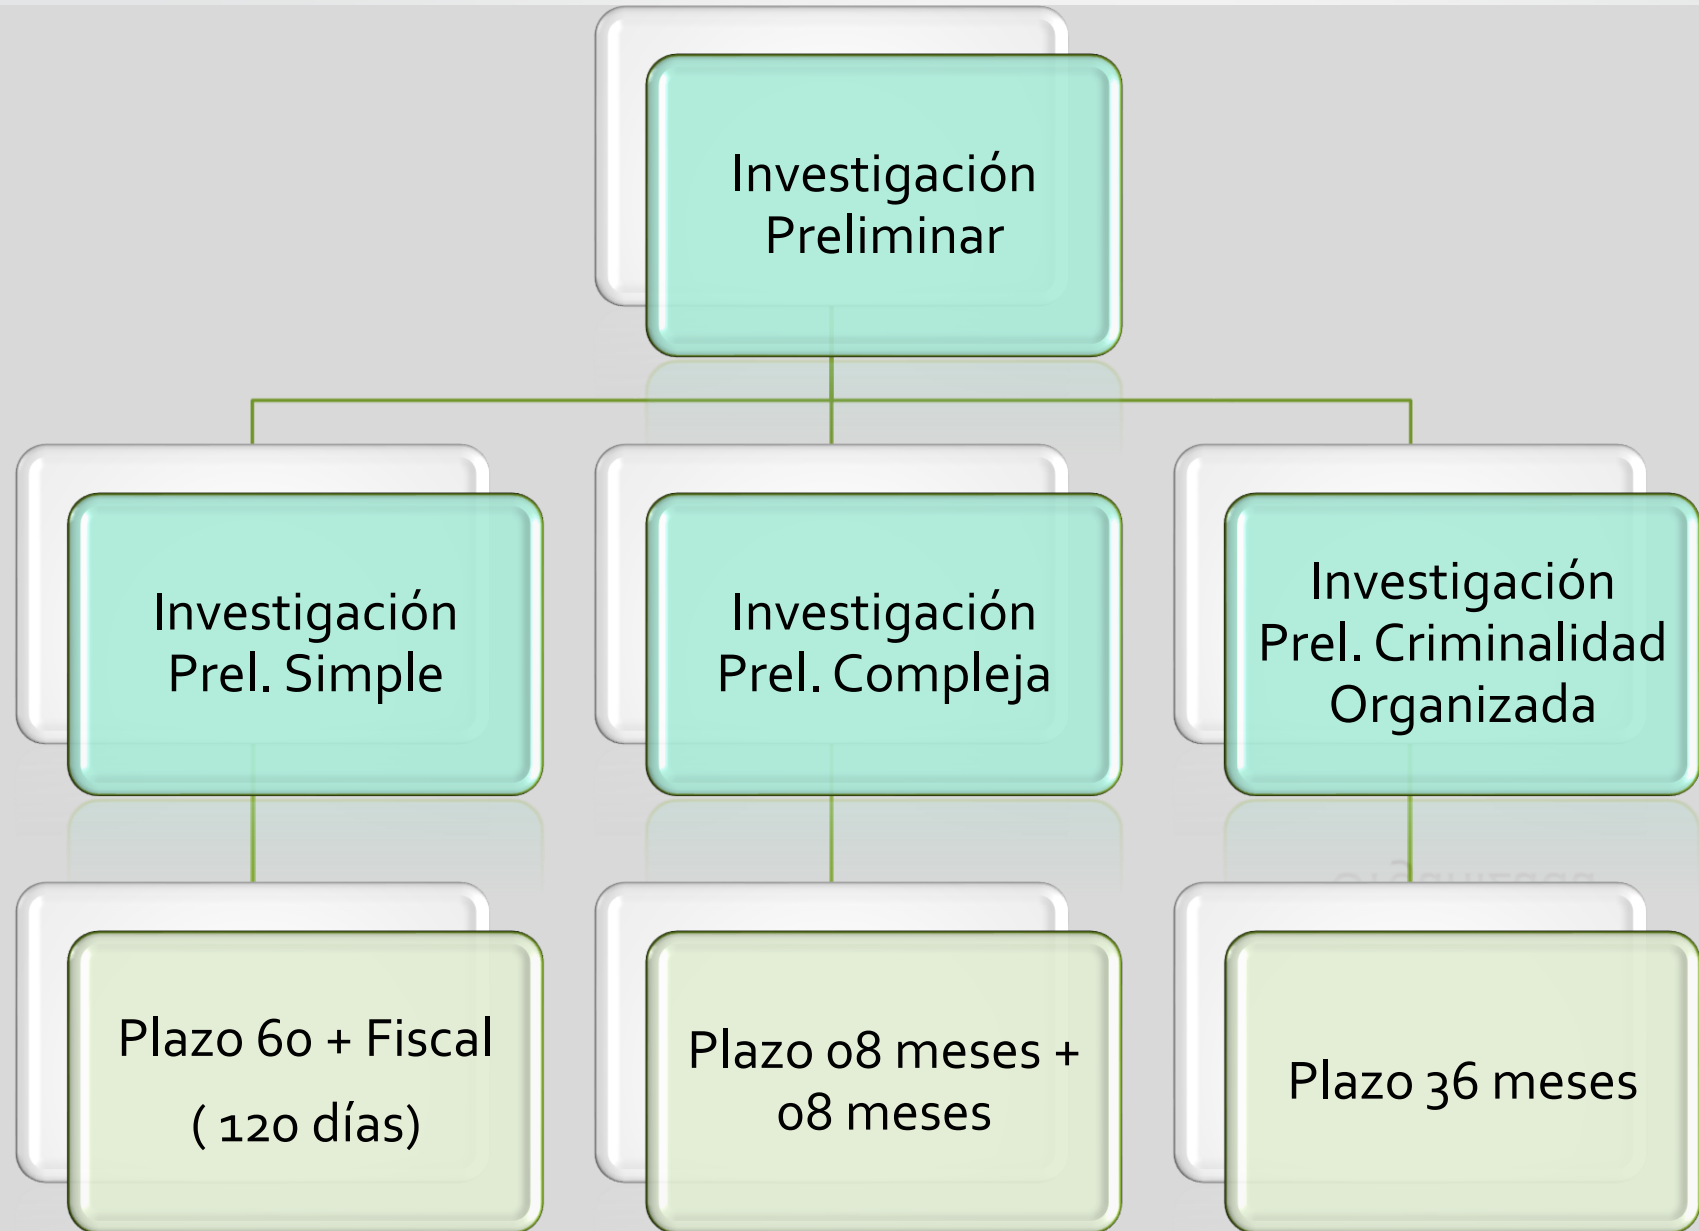 Investigación
Preliminar
Investigación
Prel. Simple
Investigación
Prel. Compleja
Investigación
Prel. Criminalidad
Organizada
Plazo 60 + Fiscal
( 120 días)
Plazo 08 meses +
08 meses
Plazo 36 meses